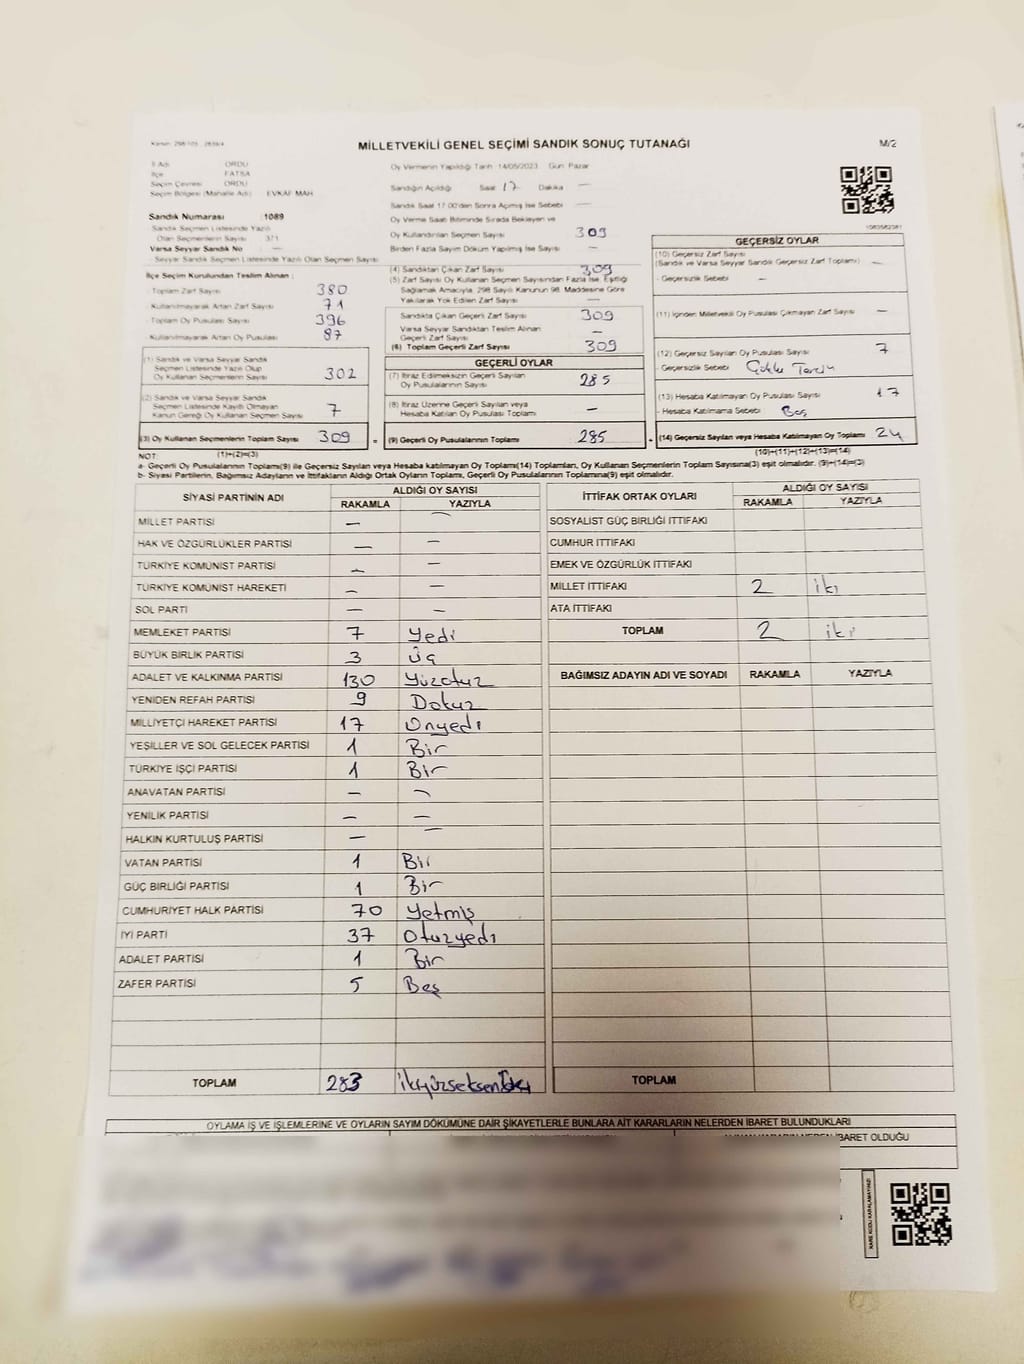 Kanun: 298/105 2839/4
MİLLETVEKİLİ GENEL SEÇİMİ SANDIK SONUÇ TUTANAĞI
M/2
İl Adı ORDU
İlçe FATSA
Seçim Çevresi ORDU
Seçim Bölgesi (Mahalle Adı) EVKAF MAH
Sandık Numarası :1089
Sandık Seçmen Listesinde Yazılı
Olan Seçmenlerin Sayısı 371
Varsa Seyyar Sandık No —
- Seyyar Sandık Seçmen Listesinde Yazılı Olan Seçmen Sayısı
Oy Vermenin Yapıldığı Tarih 14/05/2023 Gün Pazar
Sandığın Açıldığı Saat 17 Dakika —
Sandık Saat 17.00'den Sonra Açılmış İse Sebebi —
Oy Verme Saati Bitiminde Sırada Bekleyen ve
Oy Kullandırılan Seçmen Sayısı 309
Birden Fazla Sayım Döküm Yapılmış İse Sayısı —
1083582381
İlçe Seçim Kurulundan Teslim Alınan :
- Toplam Zarf Sayısı 380
- Kullanılmayarak Artan Zarf Sayısı 71
- Toplam Oy Pusulası Sayısı 396
- Kullanılmayarak Artan Oy Pusulası 87
(1) Sandık ve Varsa Seyyar Sandık
Seçmen Listesinde Yazılı Olup
Oy Kullanan Seçmenlerin Sayısı 302
(2) Sandık ve Varsa Seyyar Sandık
Seçmen Listesinde Kayıtlı Olmayan
Kanun Gereği Oy Kullanan Seçmen Sayısı 7
(3) Oy Kullanan Seçmenlerin Toplam Sayısı 309 =
(4) Sandıktan Çıkan Zarf Sayısı 309
(5) Zarf Sayısı Oy Kullanan Seçmen Sayısından Fazla İse, Eşitliği
Sağlamak Amacıyla, 298 Sayılı Kanunun 98. Maddesine Göre
Yakılarak Yok Edilen Zarf Sayısı —
Sandıkta Çıkan Geçerli Zarf Sayısı 309
Varsa Seyyar Sandıktan Teslim Alınan
Geçerli Zarf Sayısı —
(6) Toplam Geçerli Zarf Sayısı 309
GEÇERLİ OYLAR
(7) İtiraz Edilmeksizin Geçerli Sayılan
Oy Pusulalarının Sayısı 285
(8) İtiraz Üzerine Geçerli Sayılan veya
Hesaba Katılan Oy Pusulası Toplamı —
(9) Geçerli Oy Pusulalarının Toplamı 285 +
GEÇERSİZ OYLAR
(10) Geçersiz Zarf Sayısı
(Sandık ve Varsa Seyyar Sandık Geçersiz Zarf Toplamı) —
- Geçersizlik Sebebi —
(11) İçinden Milletvekili Oy Pusulası Çıkmayan Zarf Sayısı —
(12) Geçersiz Sayılan Oy Pusulası Sayısı 7
- Geçersizlik Sebebi Çoklu Tercih
(13) Hesaba Katılmayan Oy Pusulası Sayısı 17
- Hesaba Katılmama Sebebi Boş
(14) Geçersiz Sayılan veya Hesaba Katılmayan Oy Toplamı 24
NOT: (1)+(2)=(3) (10)+(11)+(12)+(13)=(14)
a- Geçerli Oy Pusulalarının Toplamı(9) ile Geçersiz Sayılan veya Hesaba katılmayan Oy Toplamı(14) Toplamları, Oy Kullanan Seçmenlerin Toplam Sayısına(3) eşit olmalıdır. (9)+(14)=(3)
b- Siyasi Partilerin, Bağımsız Adayların ve İttifakların Aldığı Ortak Oyların Toplamı, Geçerli Oy Pusulalarının Toplamına(9) eşit olmalıdır.
SİYASİ PARTİNİN ADI ALDIĞI OY SAYISI
RAKAMLA YAZIYLA
MİLLET PARTİSİ — —
HAK VE ÖZGÜRLÜKLER PARTİSİ — —
TÜRKİYE KOMÜNİST PARTİSİ — —
TÜRKİYE KOMÜNİST HAREKETİ — —
SOL PARTİ — —
MEMLEKET PARTİSİ 7 Yedi
BÜYÜK BİRLİK PARTİSİ 3 Üç
ADALET VE KALKINMA PARTİSİ 130 Yüzotuz
YENİDEN REFAH PARTİSİ 9 Dokuz
MİLLİYETÇİ HAREKET PARTİSİ 17 Onyedi
YEŞİLLER VE SOL GELECEK PARTİSİ 1 Bir
TÜRKİYE İŞÇİ PARTİSİ 1 Bir
ANAVATAN PARTİSİ — —
YENİLİK PARTİSİ — —
HALKIN KURTULUŞ PARTİSİ — —
VATAN PARTİSİ 1 Bir
GÜÇ BİRLİĞİ PARTİSİ 1 Bir
CUMHURİYET HALK PARTİSİ 70 Yetmiş
İYİ PARTİ 37 Otuzyedi
ADALET PARTİSİ 1 Bir
ZAFER PARTİSİ 5 Beş
TOPLAM 283
İTTİFAK ORTAK OYLARI ALDIĞI OY SAYISI
RAKAMLA YAZIYLA
SOSYALİST GÜÇ BİRLİĞİ İTTİFAKI
CUMHUR İTTİFAKI
EMEK VE ÖZGÜRLÜK İTTİFAKI
MİLLET İTTİFAKI 2 iki
ATA İTTİFAKI
TOPLAM 2 iki
BAĞIMSIZ ADAYIN ADI VE SOYADI RAKAMLA YAZIYLA
TOPLAM
OYLAMA İŞ VE İŞLEMLERİNE VE OYLARIN SAYIM DÖKÜMÜNE DAİR ŞİKAYETLERLE BUNLARA AİT KARARLARIN NELERDEN İBARET BULUNDUKLARI
İBARET OLDUĞU
KARE KODU KARALAMAYINIZ!